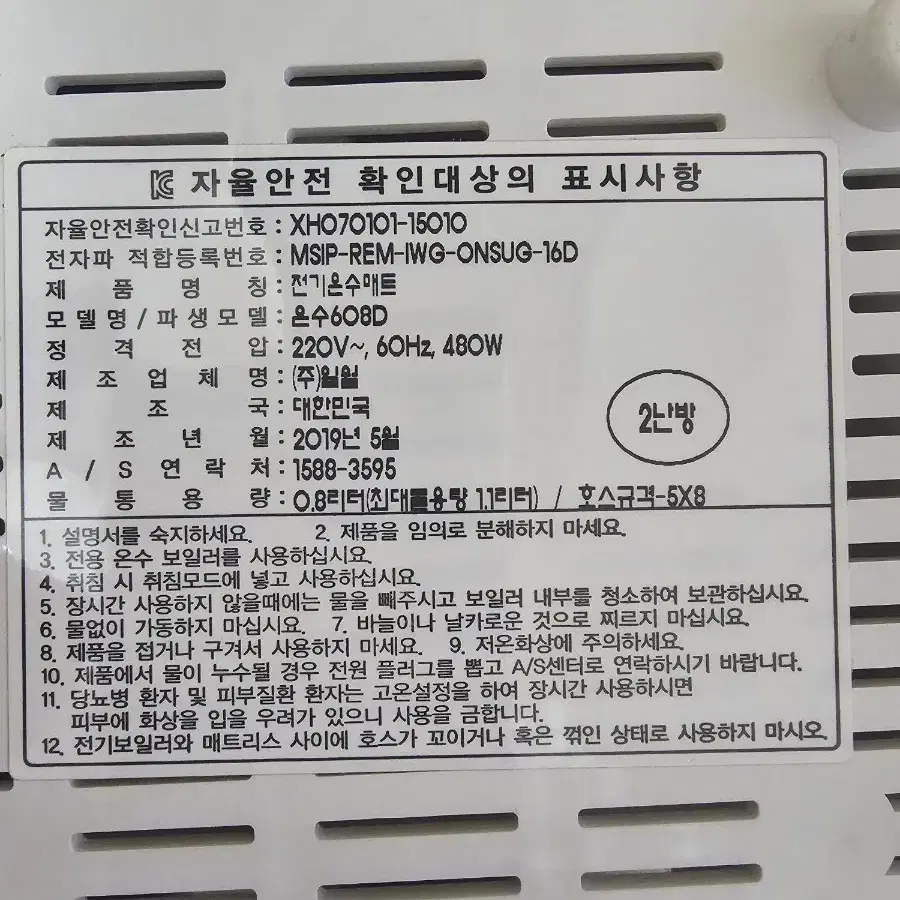 KC 자율안전 확인대상의 표시사항
자율안전확인신고번호 : XH070101-15010
전자파 적합등록번호 : MSIP-REM-IWG-ONSUG-16D
제 품 명 칭 : 전기온수매트
모델명/파생모델 : 온수608D
정 격 전 압 : 220V~, 60Hz, 480W
제 조 업 체 명 : (주)일월
제 조 국 : 대한민국
제 조 년 월 : 2019년 5월
2난방
A / S 연 락 처 : 1588-3595
물 통 용 량 : 0.8리터(최대물용량 1.1리터) / 호스규격-5X8
1. 설명서를 숙지하세요. 2. 제품을 임의로 분해하지 마세요.
3. 전용 온수 보일러를 사용하십시요.
4. 취침 시 취침모드에 넣고 사용하십시요.
5. 장시간 사용하지 않을때에는 물을 빼주시고 보일러 내부를 청소하여 보관하십시요.
6. 물없이 가동하지 마십시요. 7. 바늘이나 날카로운 것으로 찌르지 마십시요.
8. 제품을 접거나 구겨서 사용하지 마세요. 9. 저온화상에 주의하세요.
10. 제품에서 물이 누수될 경우 전원 플러그를 뽑고 A/S센터로 연락하시기 바랍니다.
11. 당뇨병 환자 및 피부질환 환자는 고온설정을 하여 장시간 사용하시면
피부에 화상을 입을 우려가 있으니 사용을 금합니다.
12. 전기보일러와 매트리스 사이에 호스가 꼬이거나 혹은 꺾인 상태로 사용하지 마시오.